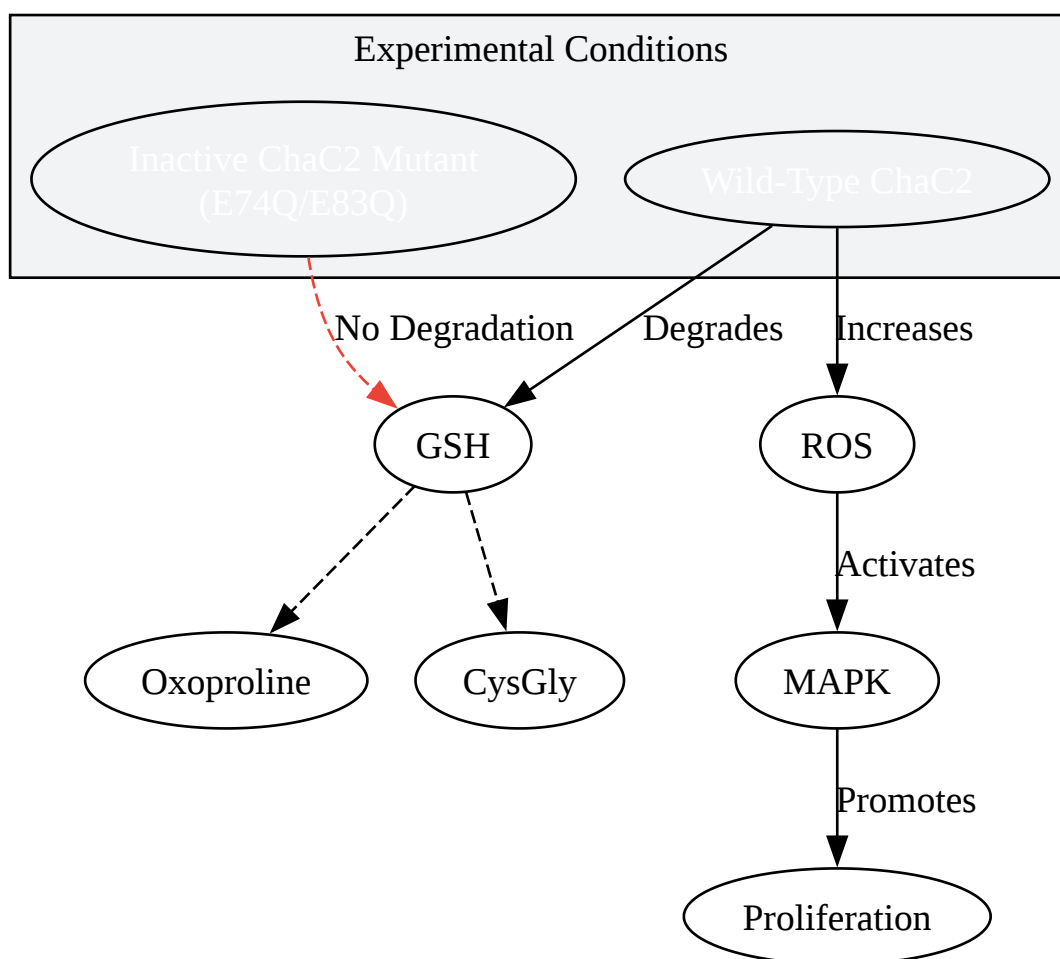 Experimental Conditions
Inactive ChaC2 Mutant
(E74Q/E83Q)
Wild-Type ChaC2
No Degradation
Degrades
Increases
GSH
ROS
Activates
Oxoproline
CysGly
MAPK
Promotes
Proliferation